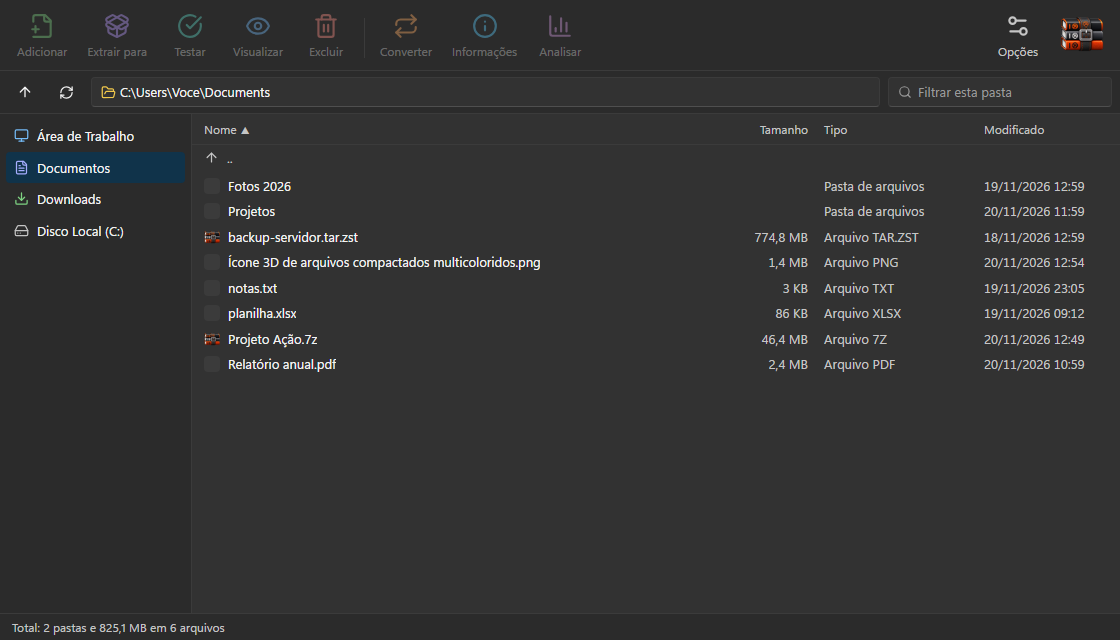 Adicionar Extrair para Testar Visualizar Excluir Converter Informações Analisar Opções
C:\Users\Voce\Documents Filtrar esta pasta
Área de Trabalho
Documentos
Downloads
Disco Local (C:)
Nome ▲ Tamanho Tipo Modificado
..
Fotos 2026 Pasta de arquivos 19/11/2026 12:59
Projetos Pasta de arquivos 20/11/2026 11:59
backup-servidor.tar.zst 774,8 MB Arquivo TAR.ZST 18/11/2026 12:59
Ícone 3D de arquivos compactados multicoloridos.png 1,4 MB Arquivo PNG 20/11/2026 12:54
notas.txt 3 KB Arquivo TXT 19/11/2026 23:05
planilha.xlsx 86 KB Arquivo XLSX 19/11/2026 09:12
Projeto Ação.7z 46,4 MB Arquivo 7Z 20/11/2026 12:49
Relatório anual.pdf 2,4 MB Arquivo PDF 20/11/2026 10:59
Total: 2 pastas e 825,1 MB em 6 arquivos